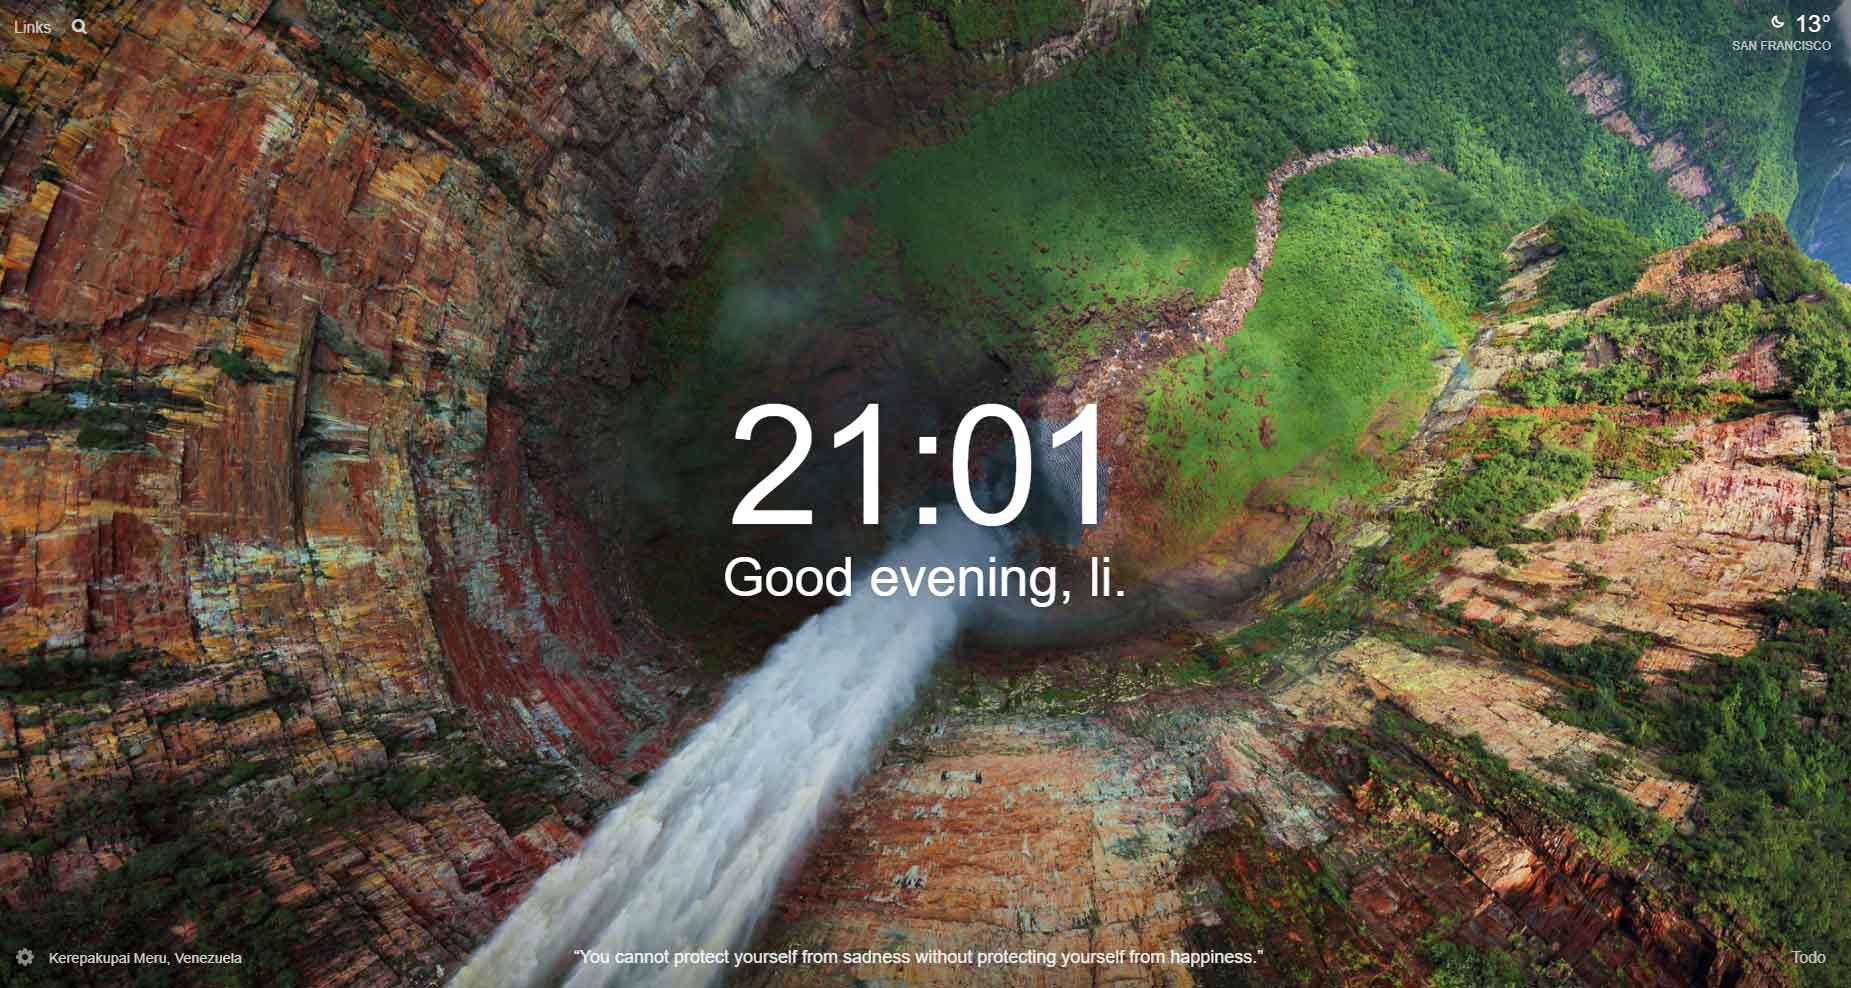 Links
13°
SAN FRANCISCO
21:01
Good evening, li.
Kerepakupai Meru, Venezuela
“You cannot protect yourself from sadness without protecting yourself from happiness.”
Todo